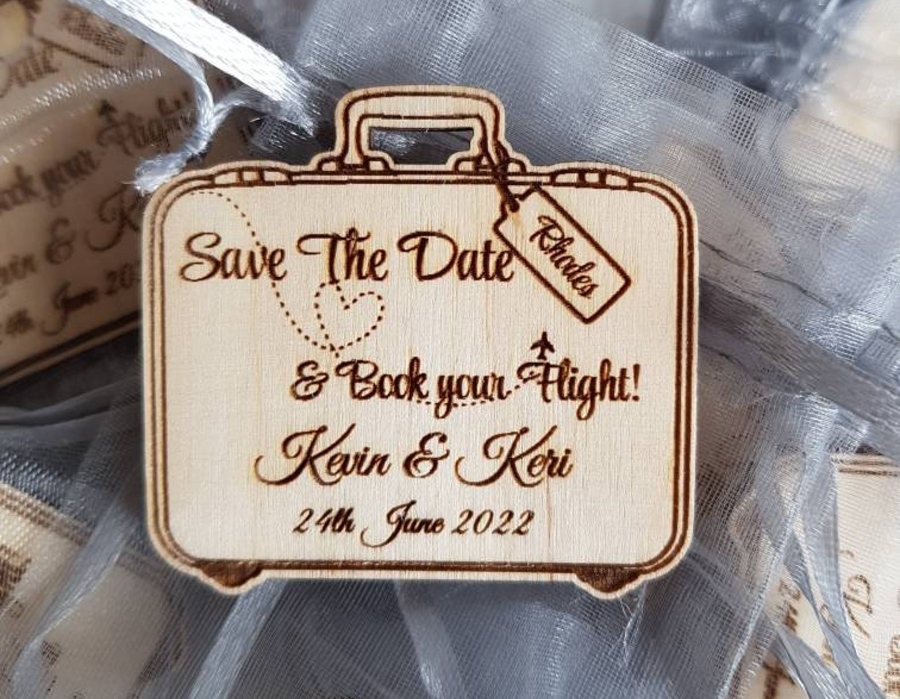 Save The Date
Rhodes
& Book your Flight!
Kevin & Keri
24th June 2022